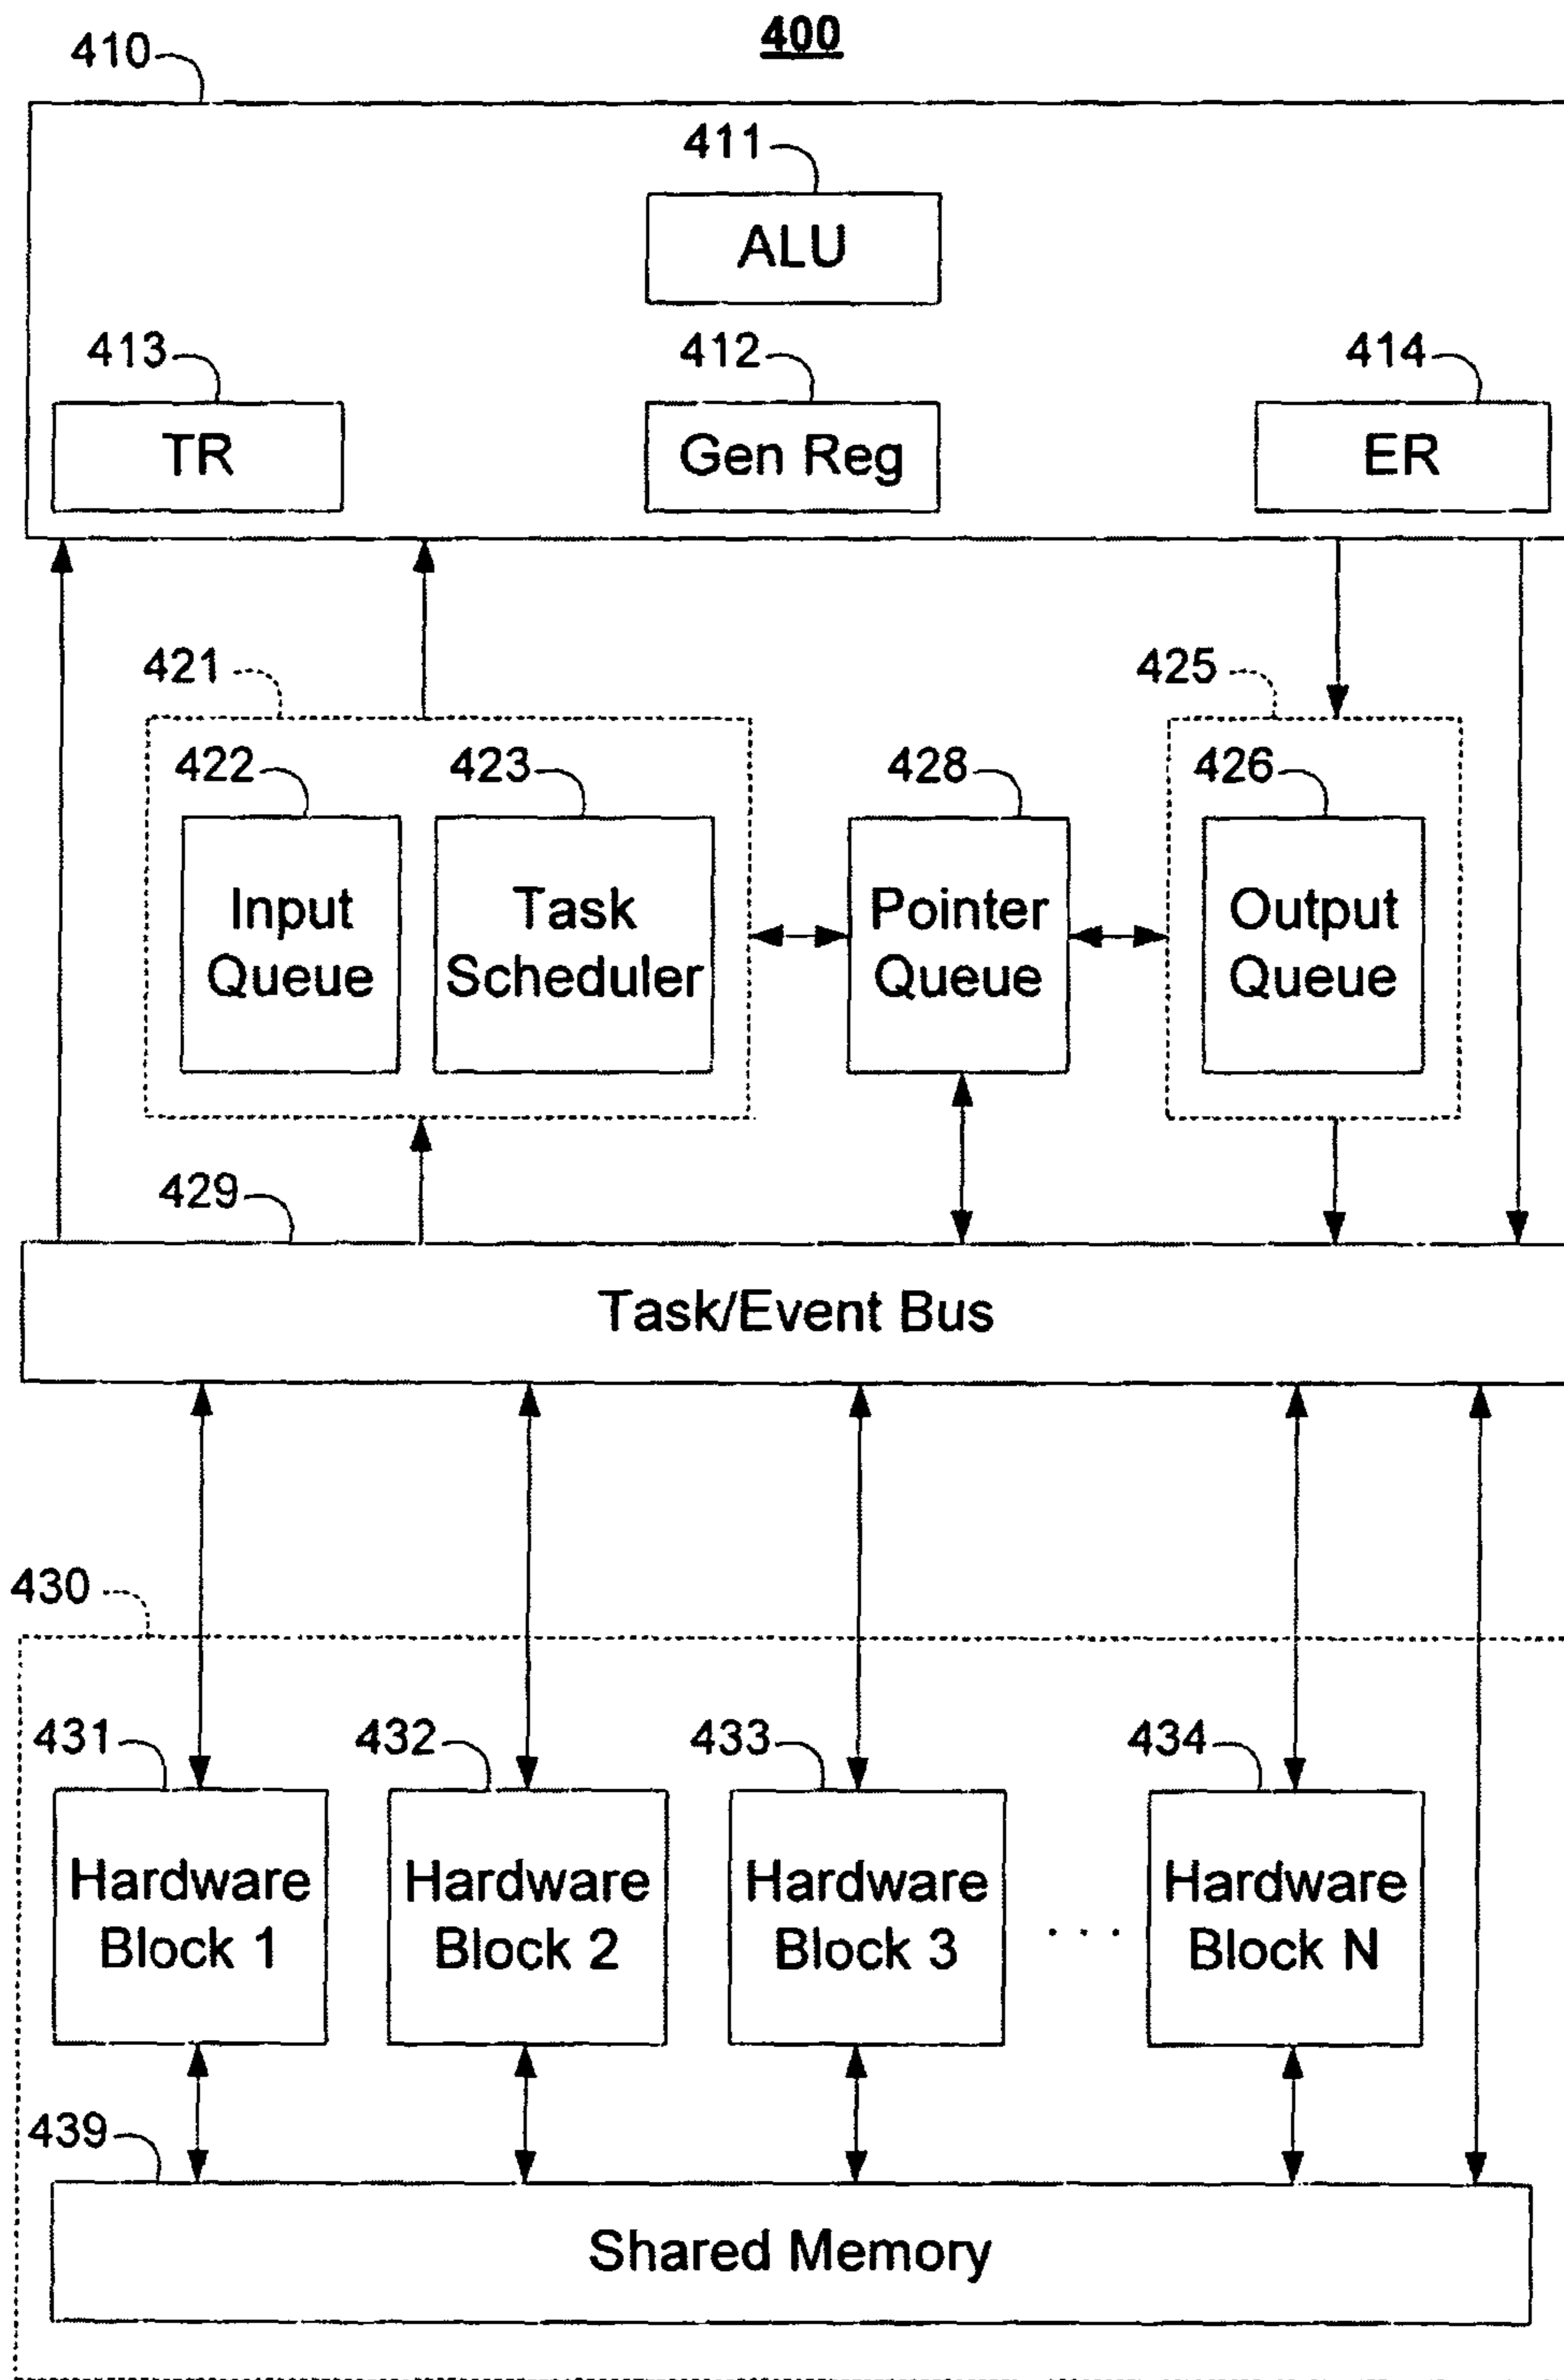 400
410
411
ALU
413
412
414
TR
Gen Reg
ER
421
425
422
423
428
426
Input
Queue
Task
Scheduler
Pointer
Queue
Output
Queue
429
Task/Event Bus
430
431
432
433
434
Hardware
Block 1
Hardware
Block 2
Hardware
Block 3
. . .
Hardware
Block N
439
Shared Memory